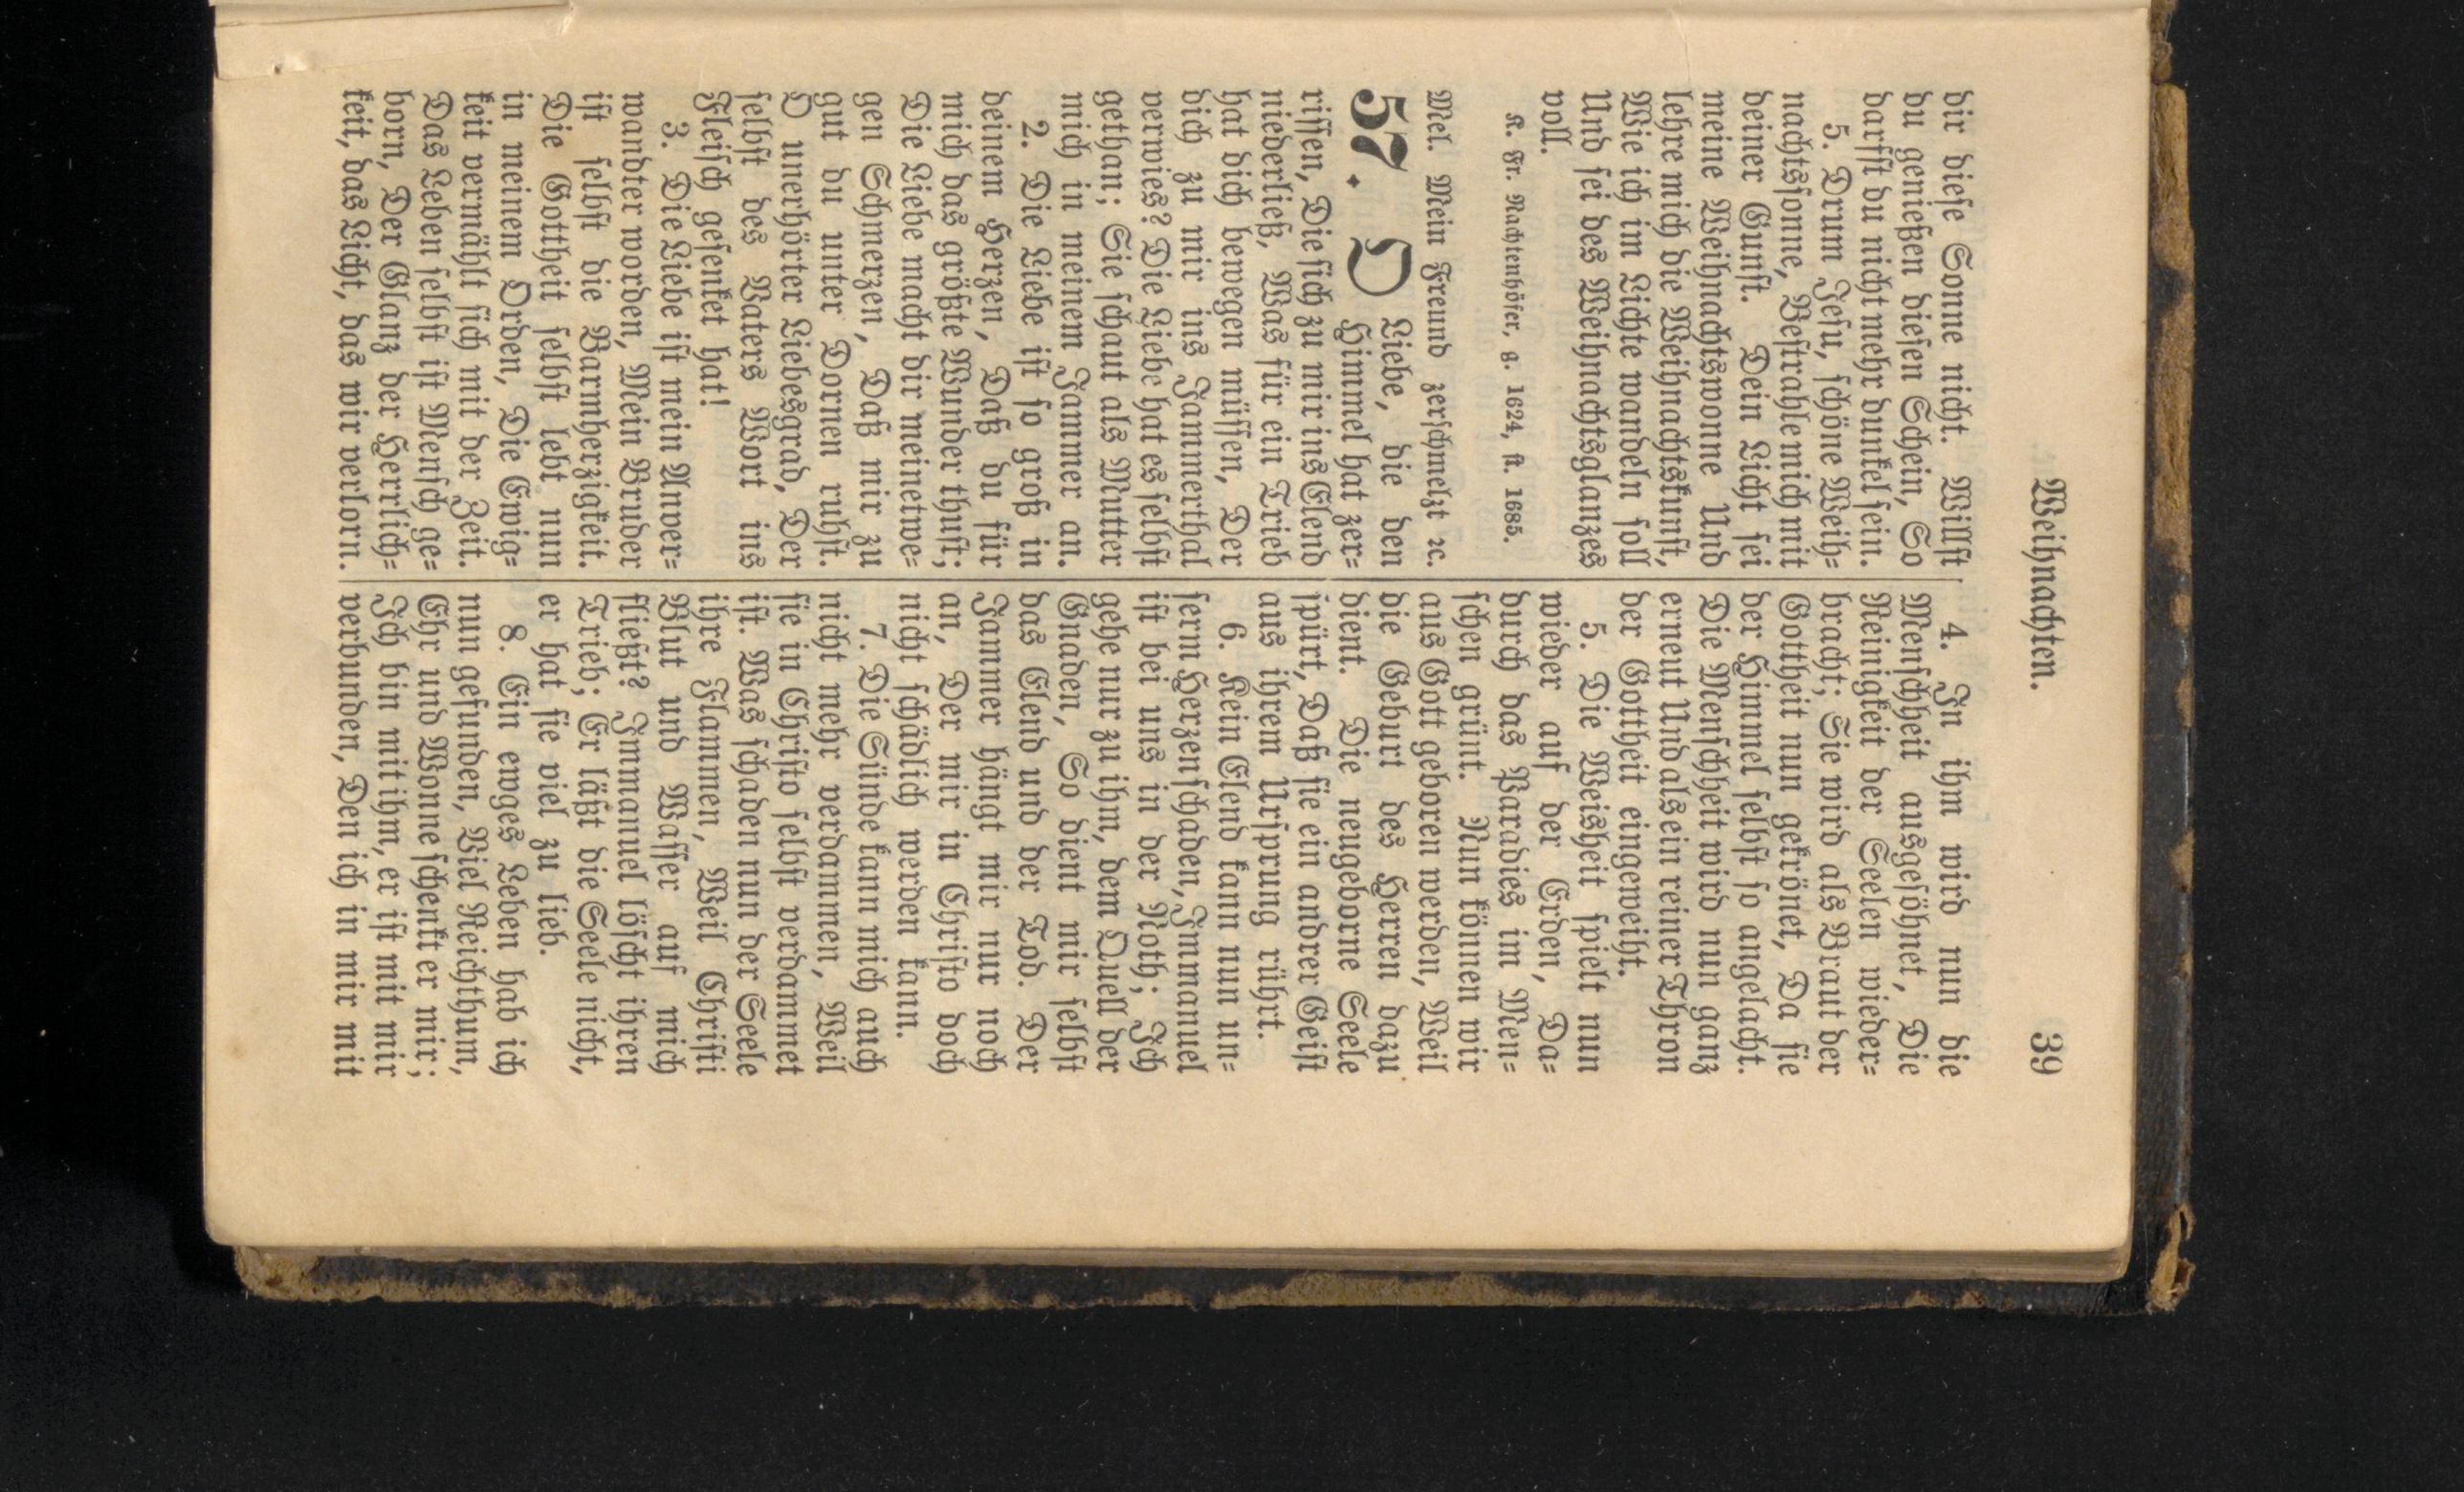 Weihnachten. 39
dir dieſe Sonne nicht. Willſt
du genießen dieſen Schein, So
darfſt du nicht mehr dunkel ſein.
5. Drum Jeſu, ſchöne Weih-
nachtsſonne, Beſtrahle mich mit
deiner Gunſt. Dein Licht ſei
meine Weihnachtswonne Und
lehre mich die Weihnachtskunſt,
Wie ich im Lichte wandeln ſoll
Und ſei des Weihnachtsglanzes
voll.
K. Fr. Nachtenhöfer, g. 1624, ſt. 1685.
Mel. Mein Freund zerſchmelzt ꝛc.
57. O Liebe, die den
Himmel hat zer-
riſſen, Die ſich zu mir ins Elend
niederließ, Was für ein Trieb
hat dich bewegen müſſen, Der
dich zu mir ins Jammerthal
verwies? Die Liebe hat es ſelbſt
gethan; Sie ſchaut als Mutter
mich in meinem Jammer an.
2. Die Liebe iſt ſo groß in
deinem Herzen, Daß du für
mich das größte Wunder thuſt;
Die Liebe macht dir meinetwe-
gen Schmerzen, Daß mir zu
gut du unter Dornen ruhſt.
O unerhörter Liebesgrad, Der
ſelbſt des Vaters Wort ins
Fleiſch geſenket hat!
3. Die Liebe iſt mein Anver-
wandter worden, Mein Bruder
iſt ſelbſt die Barmherzigkeit.
Die Gottheit ſelbſt lebt nun
in meinem Orden, Die Ewig-
keit vermählt ſich mit der Zeit.
Das Leben ſelbſt iſt Menſch ge-
born, Der Glanz der Herrlich-
keit, das Licht, das wir verlorn.
4. In ihm wird nun die
Menſchheit ausgeſöhnet, Die
Reinigkeit der Seelen wieder-
bracht; Sie wird als Braut der
Gottheit nun gekrönet, Da ſie
der Himmel ſelbſt ſo angelacht.
Die Menſchheit wird nun ganz
erneut Und als ein reiner Thron
der Gottheit eingeweiht.
5. Die Weisheit ſpielt nun
wieder auf der Erden, Da-
durch das Paradies im Men-
ſchen grünt. Nun können wir
aus Gott geboren werden, Weil
die Geburt des Herren dazu
dient. Die neugeborne Seele
ſpürt, Daß ſie ein andrer Geiſt
aus ihrem Urſprung rührt.
6. Kein Elend kann nun un-
ſerm Herzen ſchaden, Immanuel
iſt bei uns in der Noth; Ich
gehe nur zu ihm, dem Quell der
Gnaden, So dient mir ſelbſt
das Elend und der Tod. Der
Jammer hängt mir nur noch
an, Der mir in Chriſto doch
nicht ſchädlich werden kann.
7. Die Sünde kann mich auch
nicht mehr verdammen, Weil
ſie in Chriſto ſelbſt verdammet
iſt. Was ſchaden nun der Seele
ihre Flammen, Weil Chriſti
Blut und Waſſer auf mich
fließt? Immanuel löſcht ihren
Trieb; Er läßt die Seele nicht,
er hat ſie viel zu lieb.
8. Ein ewges Leben hab ich
nun gefunden, Viel Reichthum,
Ehr und Wonne ſchenkt er mir;
Ich bin mit ihm, er iſt mit mir
verbunden, Den ich in mir mit